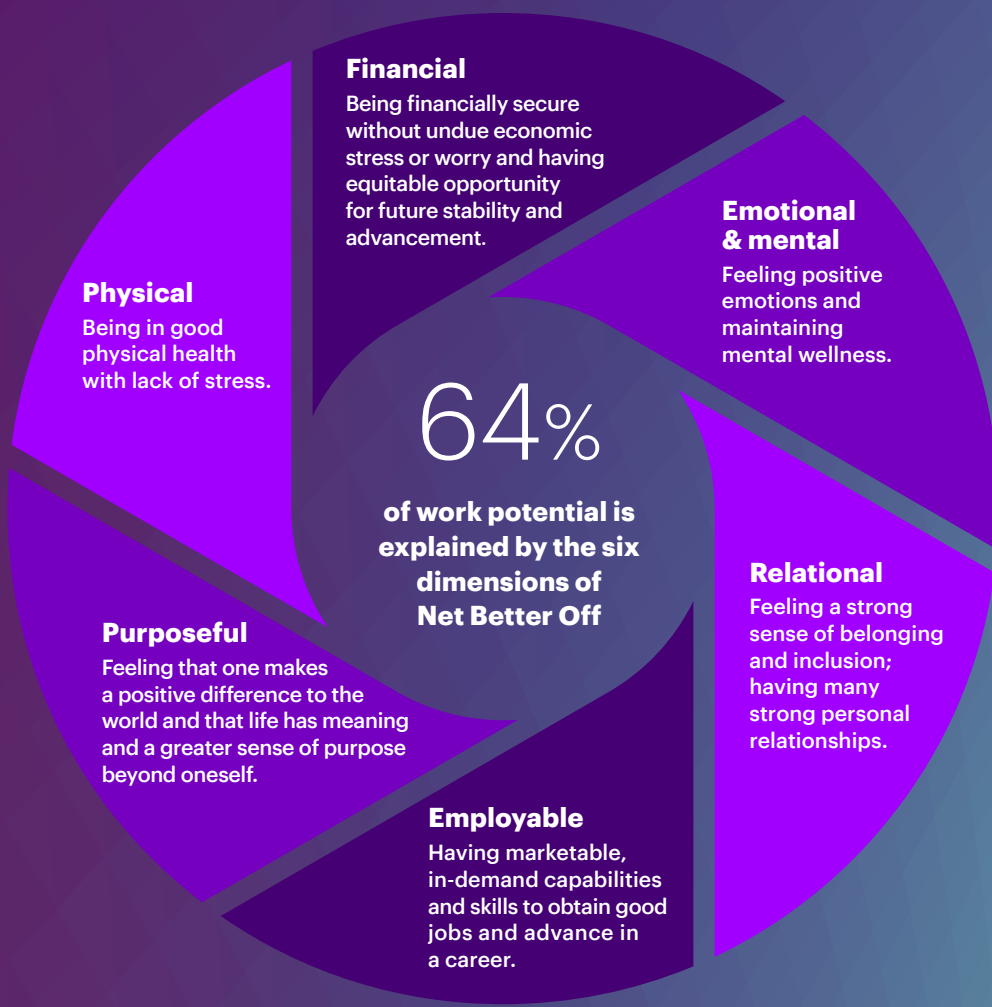 Financial
Being financially secure
without undue economic
stress or worry and having
equitable opportunity
for future stability and
advancement.
Emotional
& mental
Feeling positive
emotions and
maintaining
mental wellness.
Physical
Being in good
physical health
with lack of stress.
64%
of work potential is
explained by the six
dimensions of
Net Better Off
Relational
Feeling a strong
sense of belonging
and inclusion;
having many
strong personal
relationships.
Purposeful
Feeling that one makes
a positive difference to the
world and that life has meaning
and a greater sense of purpose
beyond oneself.
Employable
Having marketable,
in-demand capabilities
and skills to obtain good
jobs and advance in
a career.